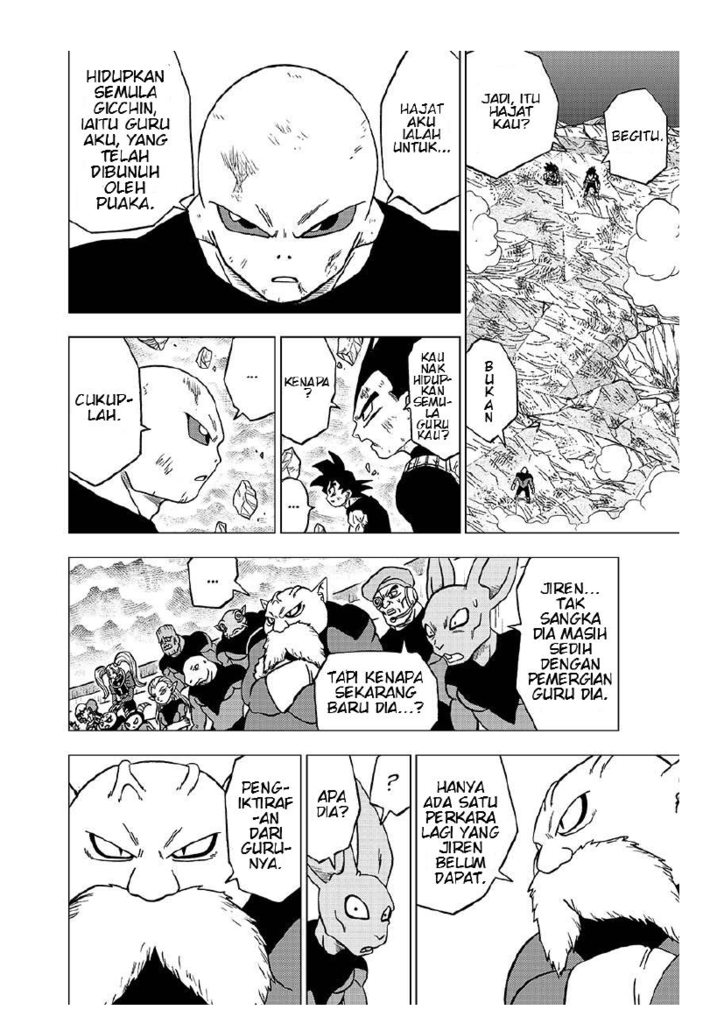 BEGITU.
JADI, ITU
HAJAT
KAU?
BUKAN
HAJAT
AKU
IALAH
UNTUK...
HIDUPKAN
SEMULA
GICCHIN,
IAITU GURU
AKU, YANG
TELAH
DIBUNUH
OLEH
PUAKA.
KAU
NAK
HIDUP-
KAN
SEMU-
LA
GURU
KAU?
KENAPA
?
...
...
CUKUP-
LAH.
JIREN...
TAK
SANGKA
DIA MASIH
SEDIH
DENGAN
PEMERGIAN
GURU DIA.
TAPI KENAPA
SEKARANG
BARU DIA...?
...
HANYA
ADA SATU
PERKARA
LAGI YANG
JIREN
BELUM
DAPAT.
?
APA
DIA?
PENG-
IKTIRAF
-AN
DARI
GURU-
NYA.